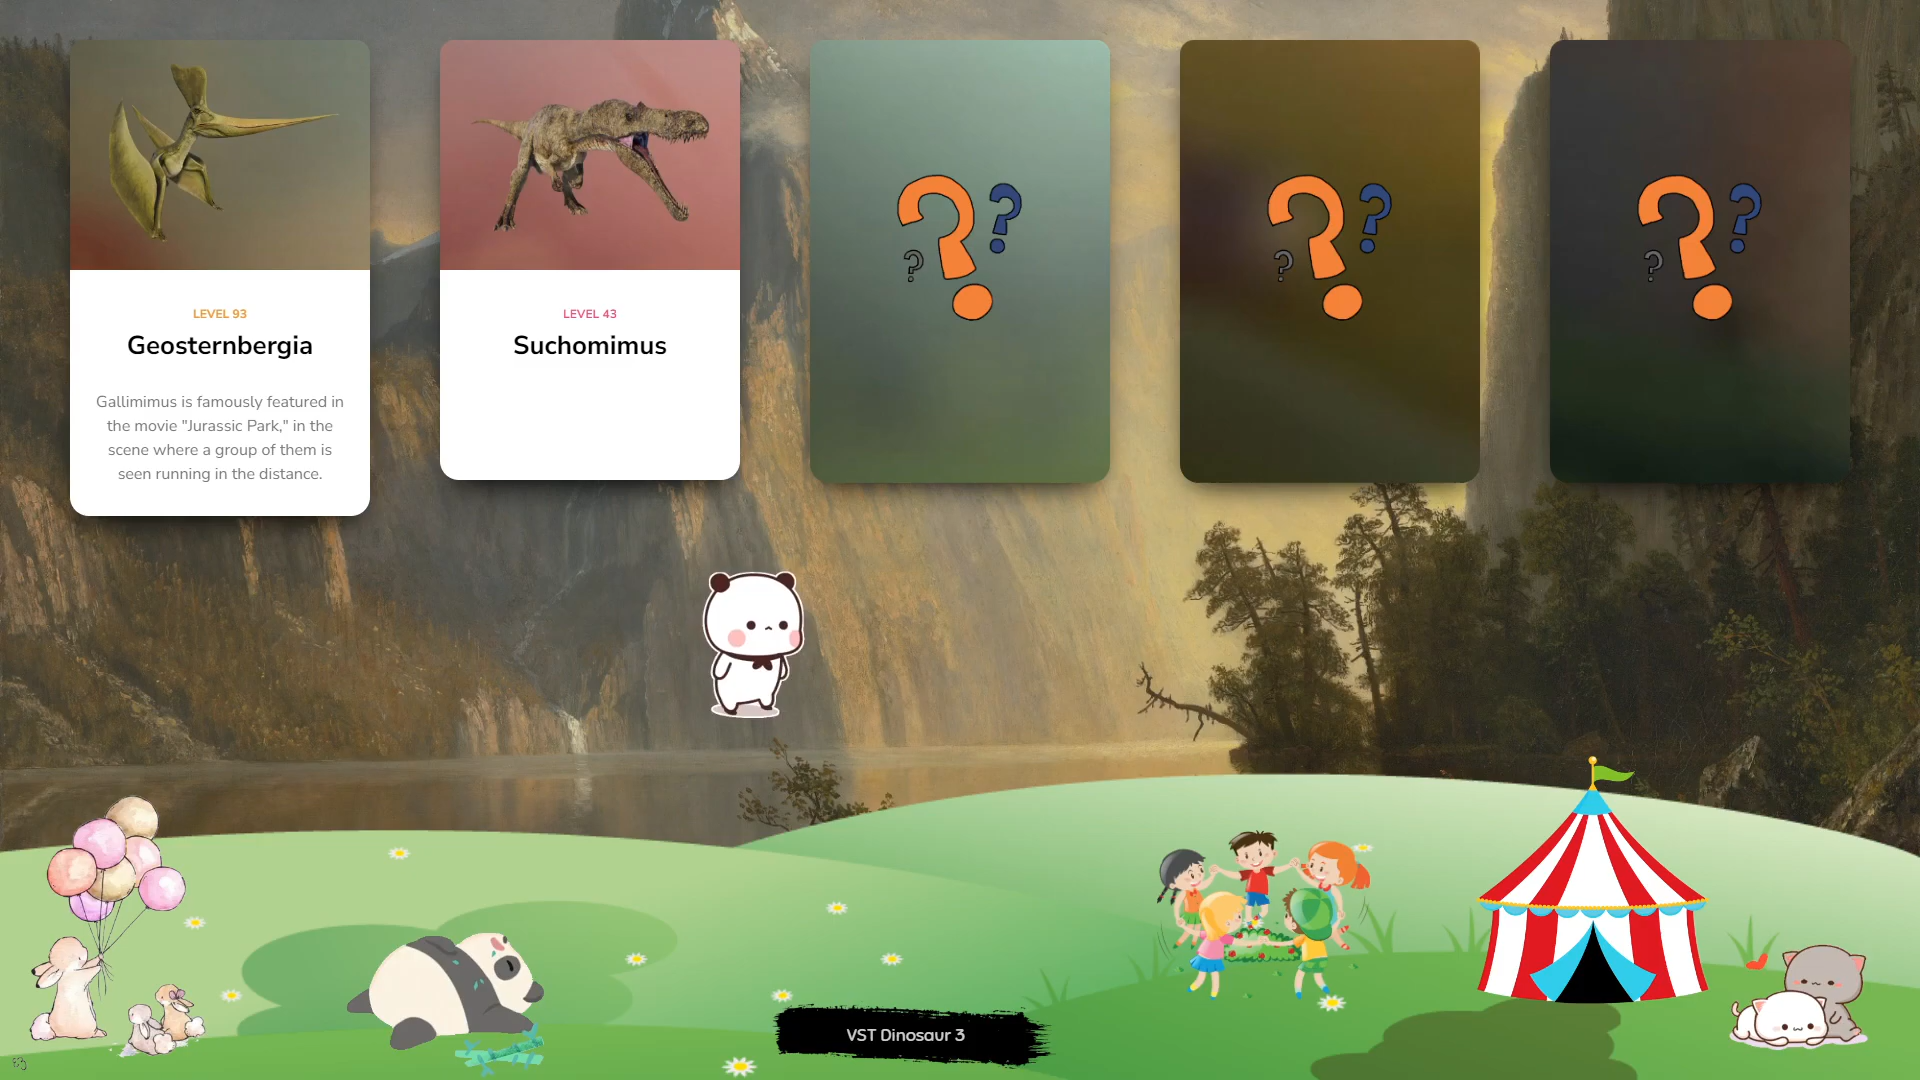 LEVEL 93
Geosternbergia
Gallimimus is famously featured in
the movie "Jurassic Park," in the
scene where a group of them is
seen running in the distance.
LEVEL 43
Suchomimus
? ? ?
? ? ?
? ? ?
VST Dinosaur 3